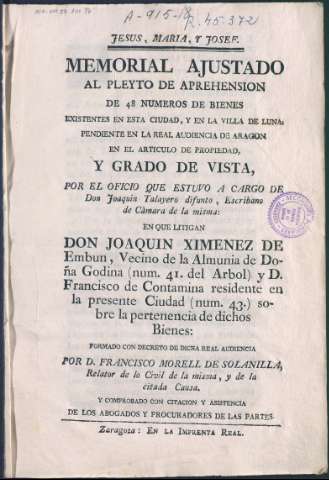 A-915-18
R.45.372
JESUS, MARIA, Y JOSEF.
MEMORIAL AJUSTADO
AL PLEYTO DE APREHENSION
DE 48 NUMEROS DE BIENES
EXISTENTES EN ESTA CIUDAD, Y EN LA VILLA DE LUNA:
PENDIENTE EN LA REAL AUDIENCIA DE ARAGON
EN EL ARTICULO DE PROPIEDAD,
Y GRADO DE VISTA,
POR EL OFICIO QUE ESTUVO A CARGO DE
Don Joaquin Talayero difunto, Escribano
de Càmara de la misma:
EN QUE LITIGAN
DON JOAQUIN XIMENEZ DE
Embun, Vecino de la Almunia de Do-
ña Godina (num. 41. del Arbol) y D.
Francisco de Contamina residente en
la presente Ciudad (num. 43.) so-
bre la pertenencia de dichos
Bienes:
FORMADO CON DECRETO DE DICHA REAL AUDIENCIA
POR D. FRANCISCO MORELL DE SOLANILLA,
Relator de lo Civil de la misma, y de la
citada Causa.
Y COMPROBADO CON CITACION Y ASISTENCIA
DE LOS ABOGADOS Y PROCURADORES DE LAS PARTES.
Zaragoza: EN LA IMPRENTA REAL.